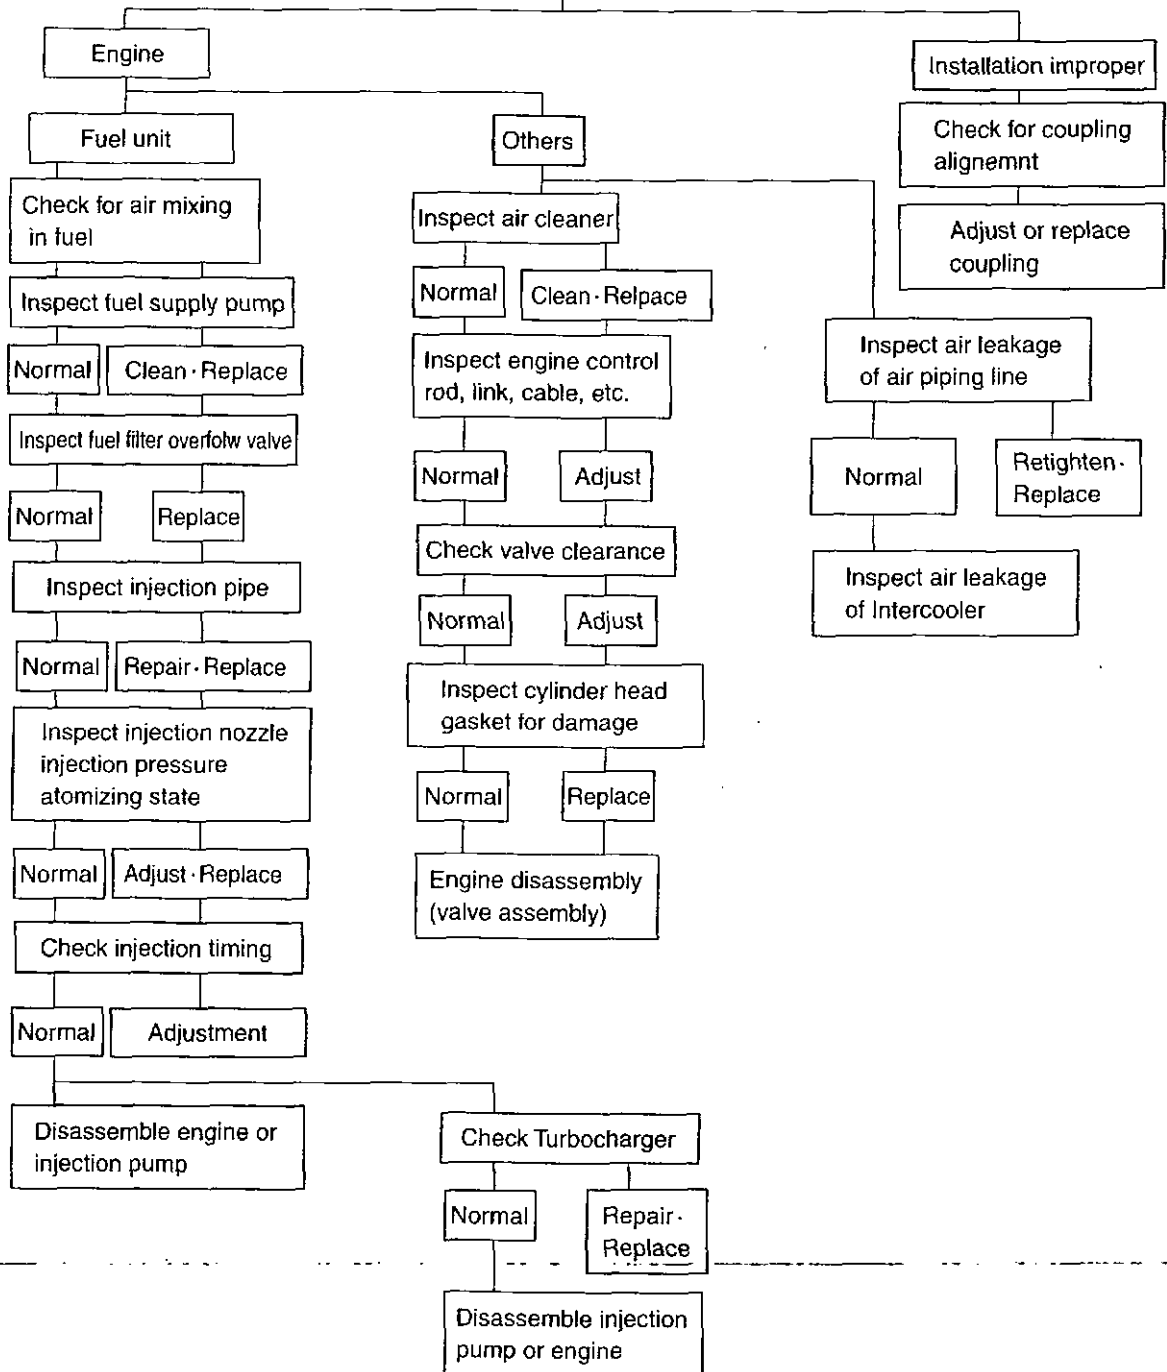 Engine
Installation improper
Fuel unit
Others
Check for coupling
alignemnt
Check for air mixing
in fuel
Inspect air cleaner
Adjust or replace
coupling
Inspect fuel supply pump
Normal
Clean·Relpace
Normal
Clean·Replace
Inspect engine control
rod, link, cable, etc.
Inspect air leakage
of air piping line
Inspect fuel filter overfolw valve
Normal
Adjust
Normal
Retighten·
Replace
Normal
Replace
Check valve clearance
Inspect injection pipe
Normal
Adjust
Inspect air leakage
of Intercooler
Normal
Repair·Replace
Inspect cylinder head
gasket for damage
Inspect injection nozzle
injection pressure
atomizing state
Normal
Replace
Normal
Adjust·Replace
Engine disassembly
(valve assembly)
Check injection timing
Normal
Adjustment
Disassemble engine or
injection pump
Check Turbocharger
Normal
Repair·
Replace
Disassemble injection
pump or engine